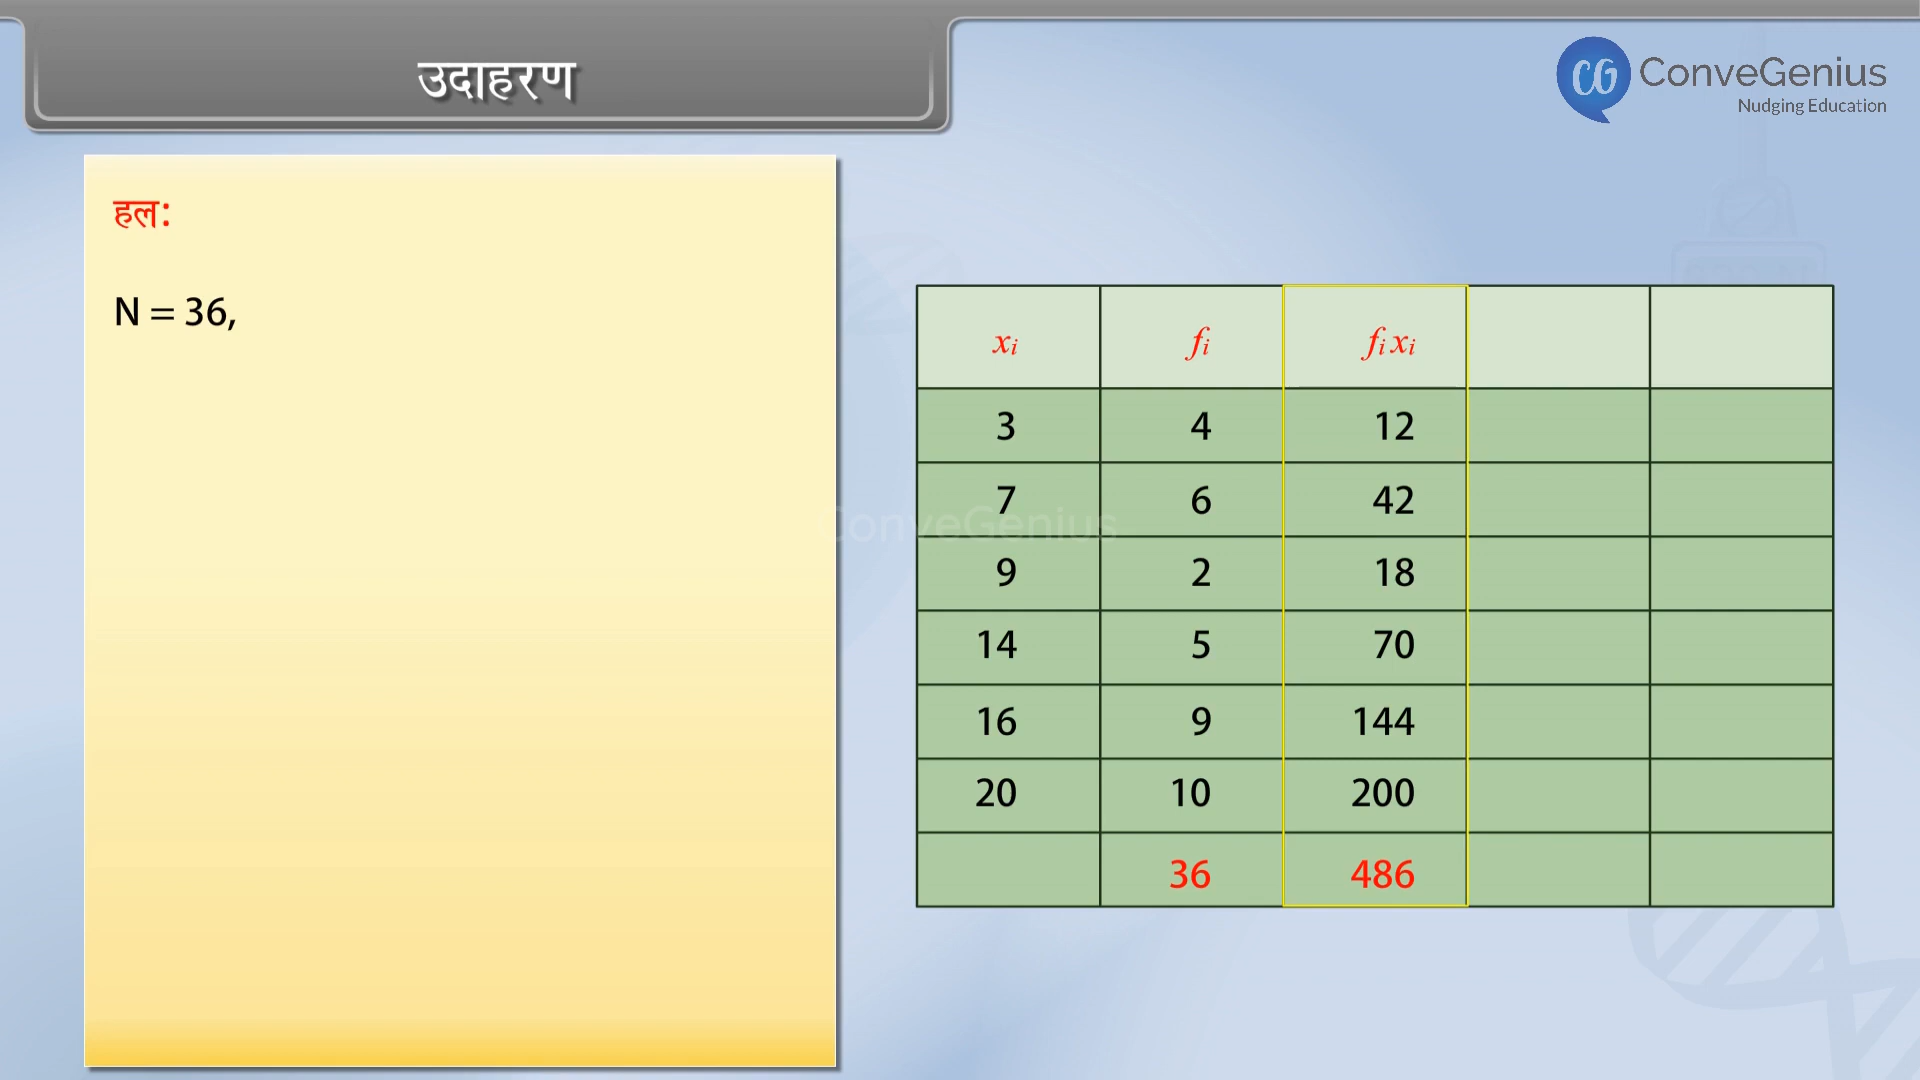 उदाहरण
ConveGenius
Nudging Education
हल:
N = 36,
xi fi fixi
3 4 12
7 6 42
9 2 18
14 5 70
16 9 144
20 10 200
36 486
ConveGenius